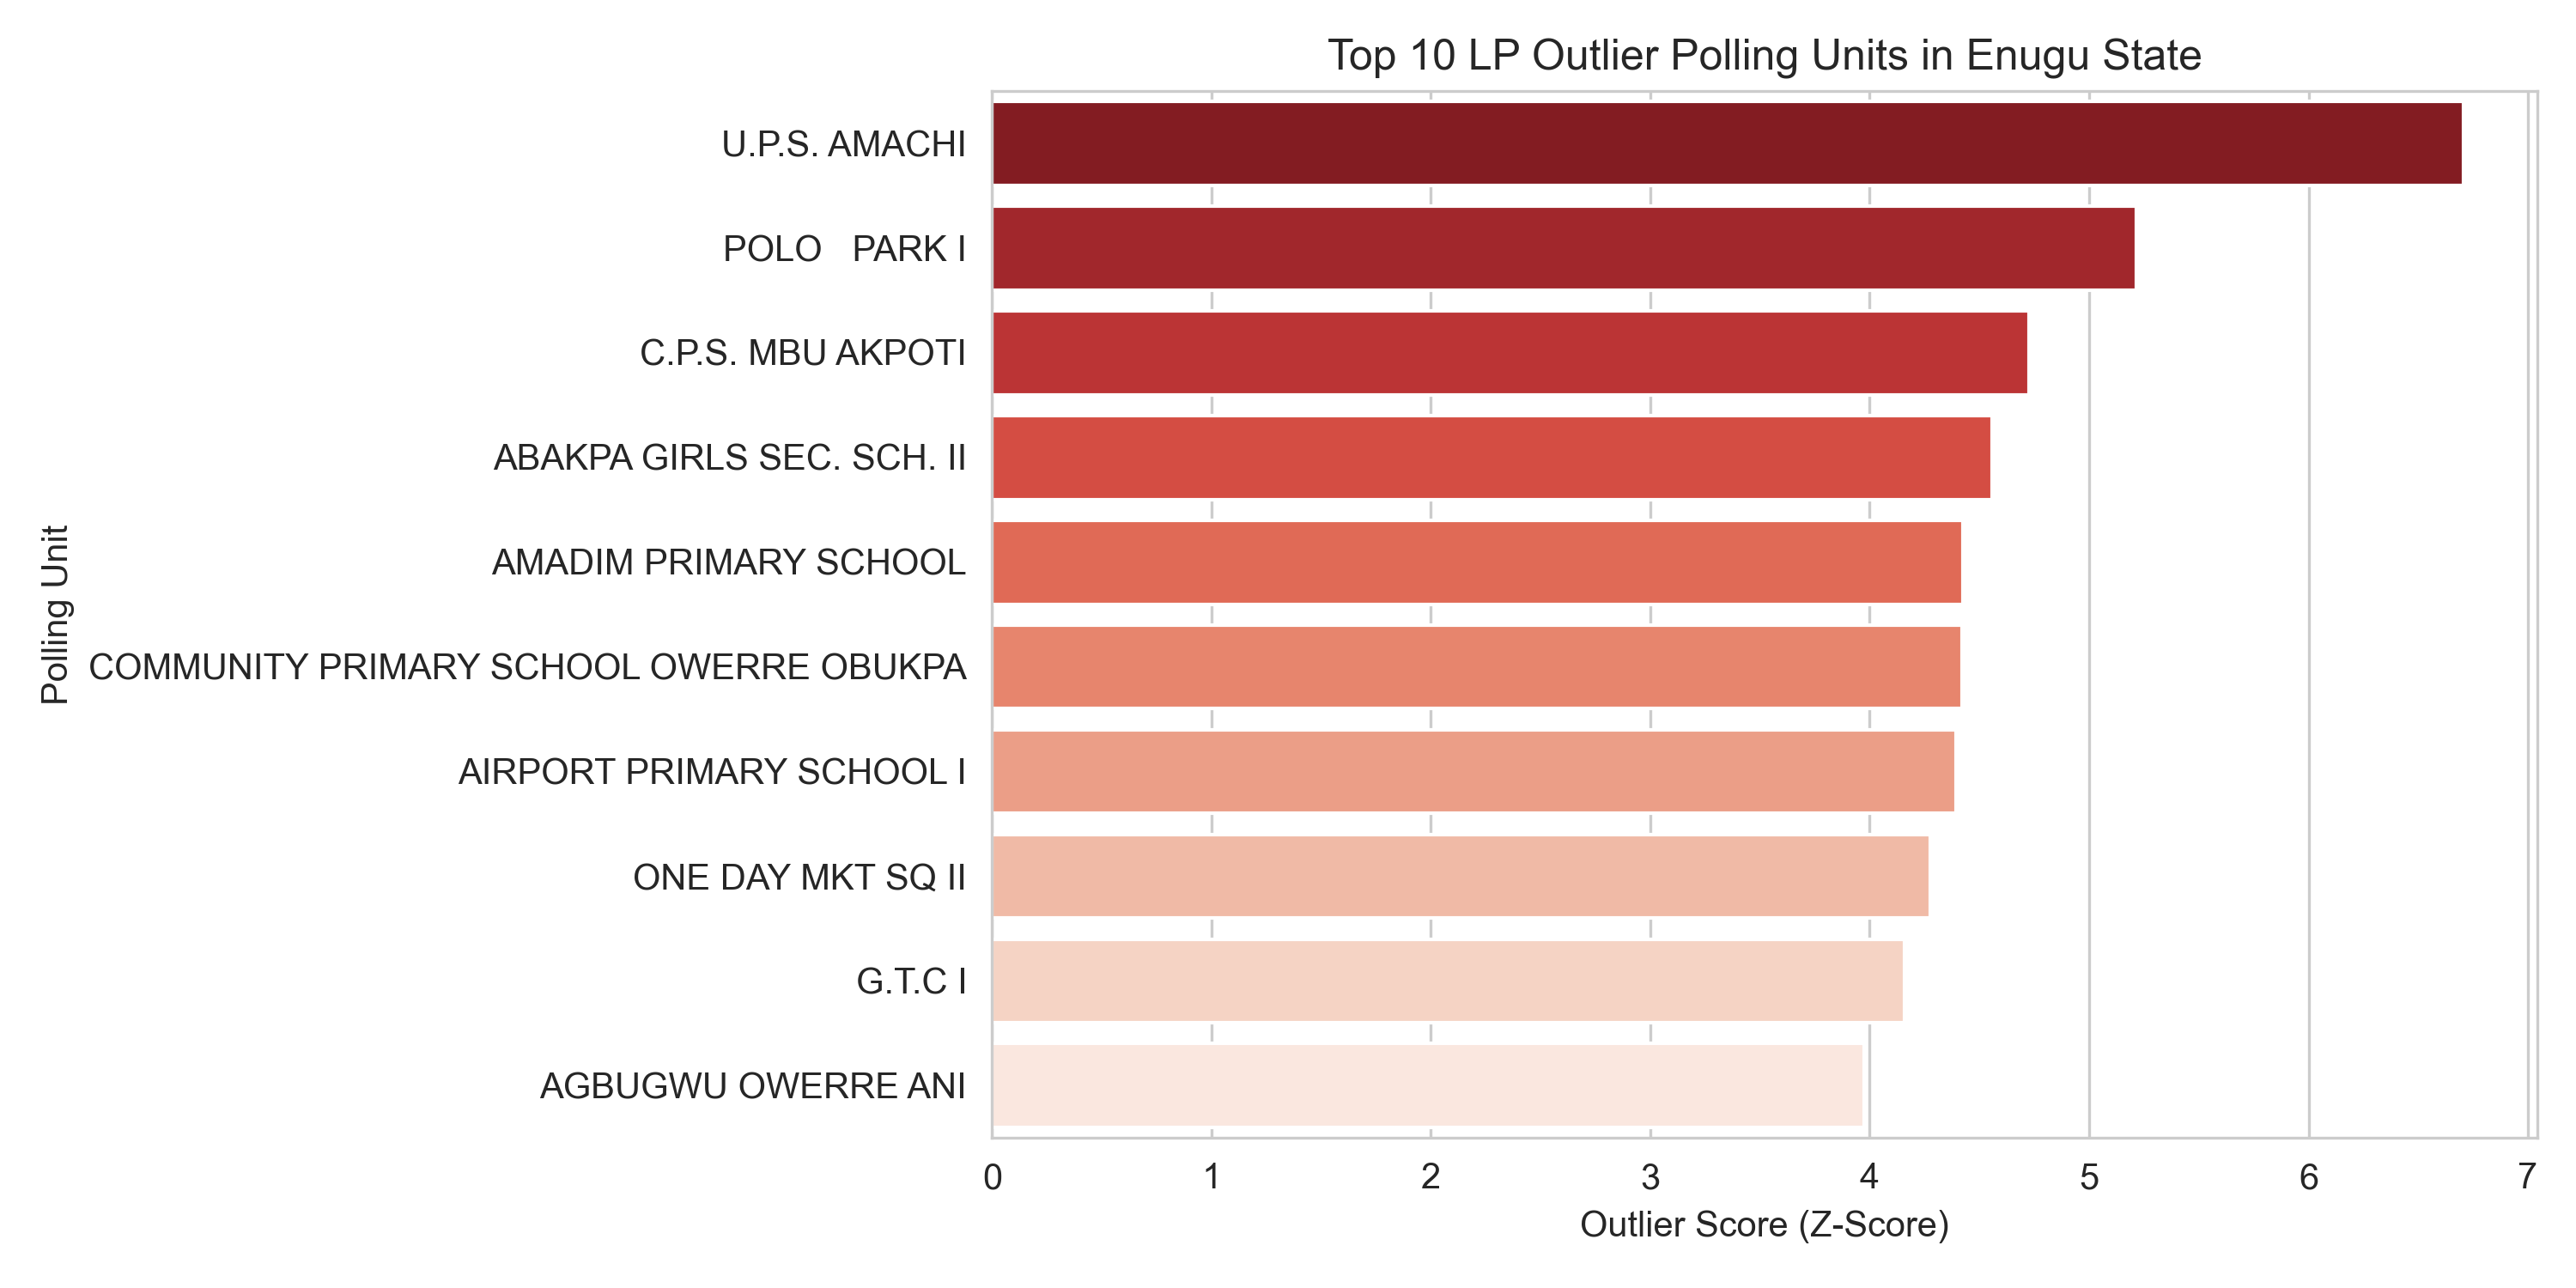 Top 10 LP Outlier Polling Units in Enugu State
Polling Unit
U.P.S. AMACHI
POLO   PARK I
C.P.S. MBU AKPOTI
ABAKPA GIRLS SEC. SCH. II
AMADIM PRIMARY SCHOOL
COMMUNITY PRIMARY SCHOOL OWERRE OBUKPA
AIRPORT PRIMARY SCHOOL I
ONE DAY MKT SQ II
G.T.C I
AGBUGWU OWERRE ANI
0 1 2 3 4 5 6 7
Outlier Score (Z-Score)